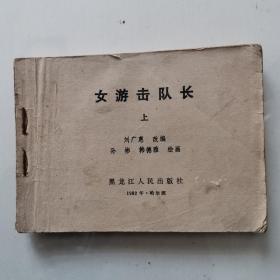 女游击队长
上
刘广惠 改编
孙彬 韩德雅 绘画
黑龙江人民出版社
1982年·哈尔滨